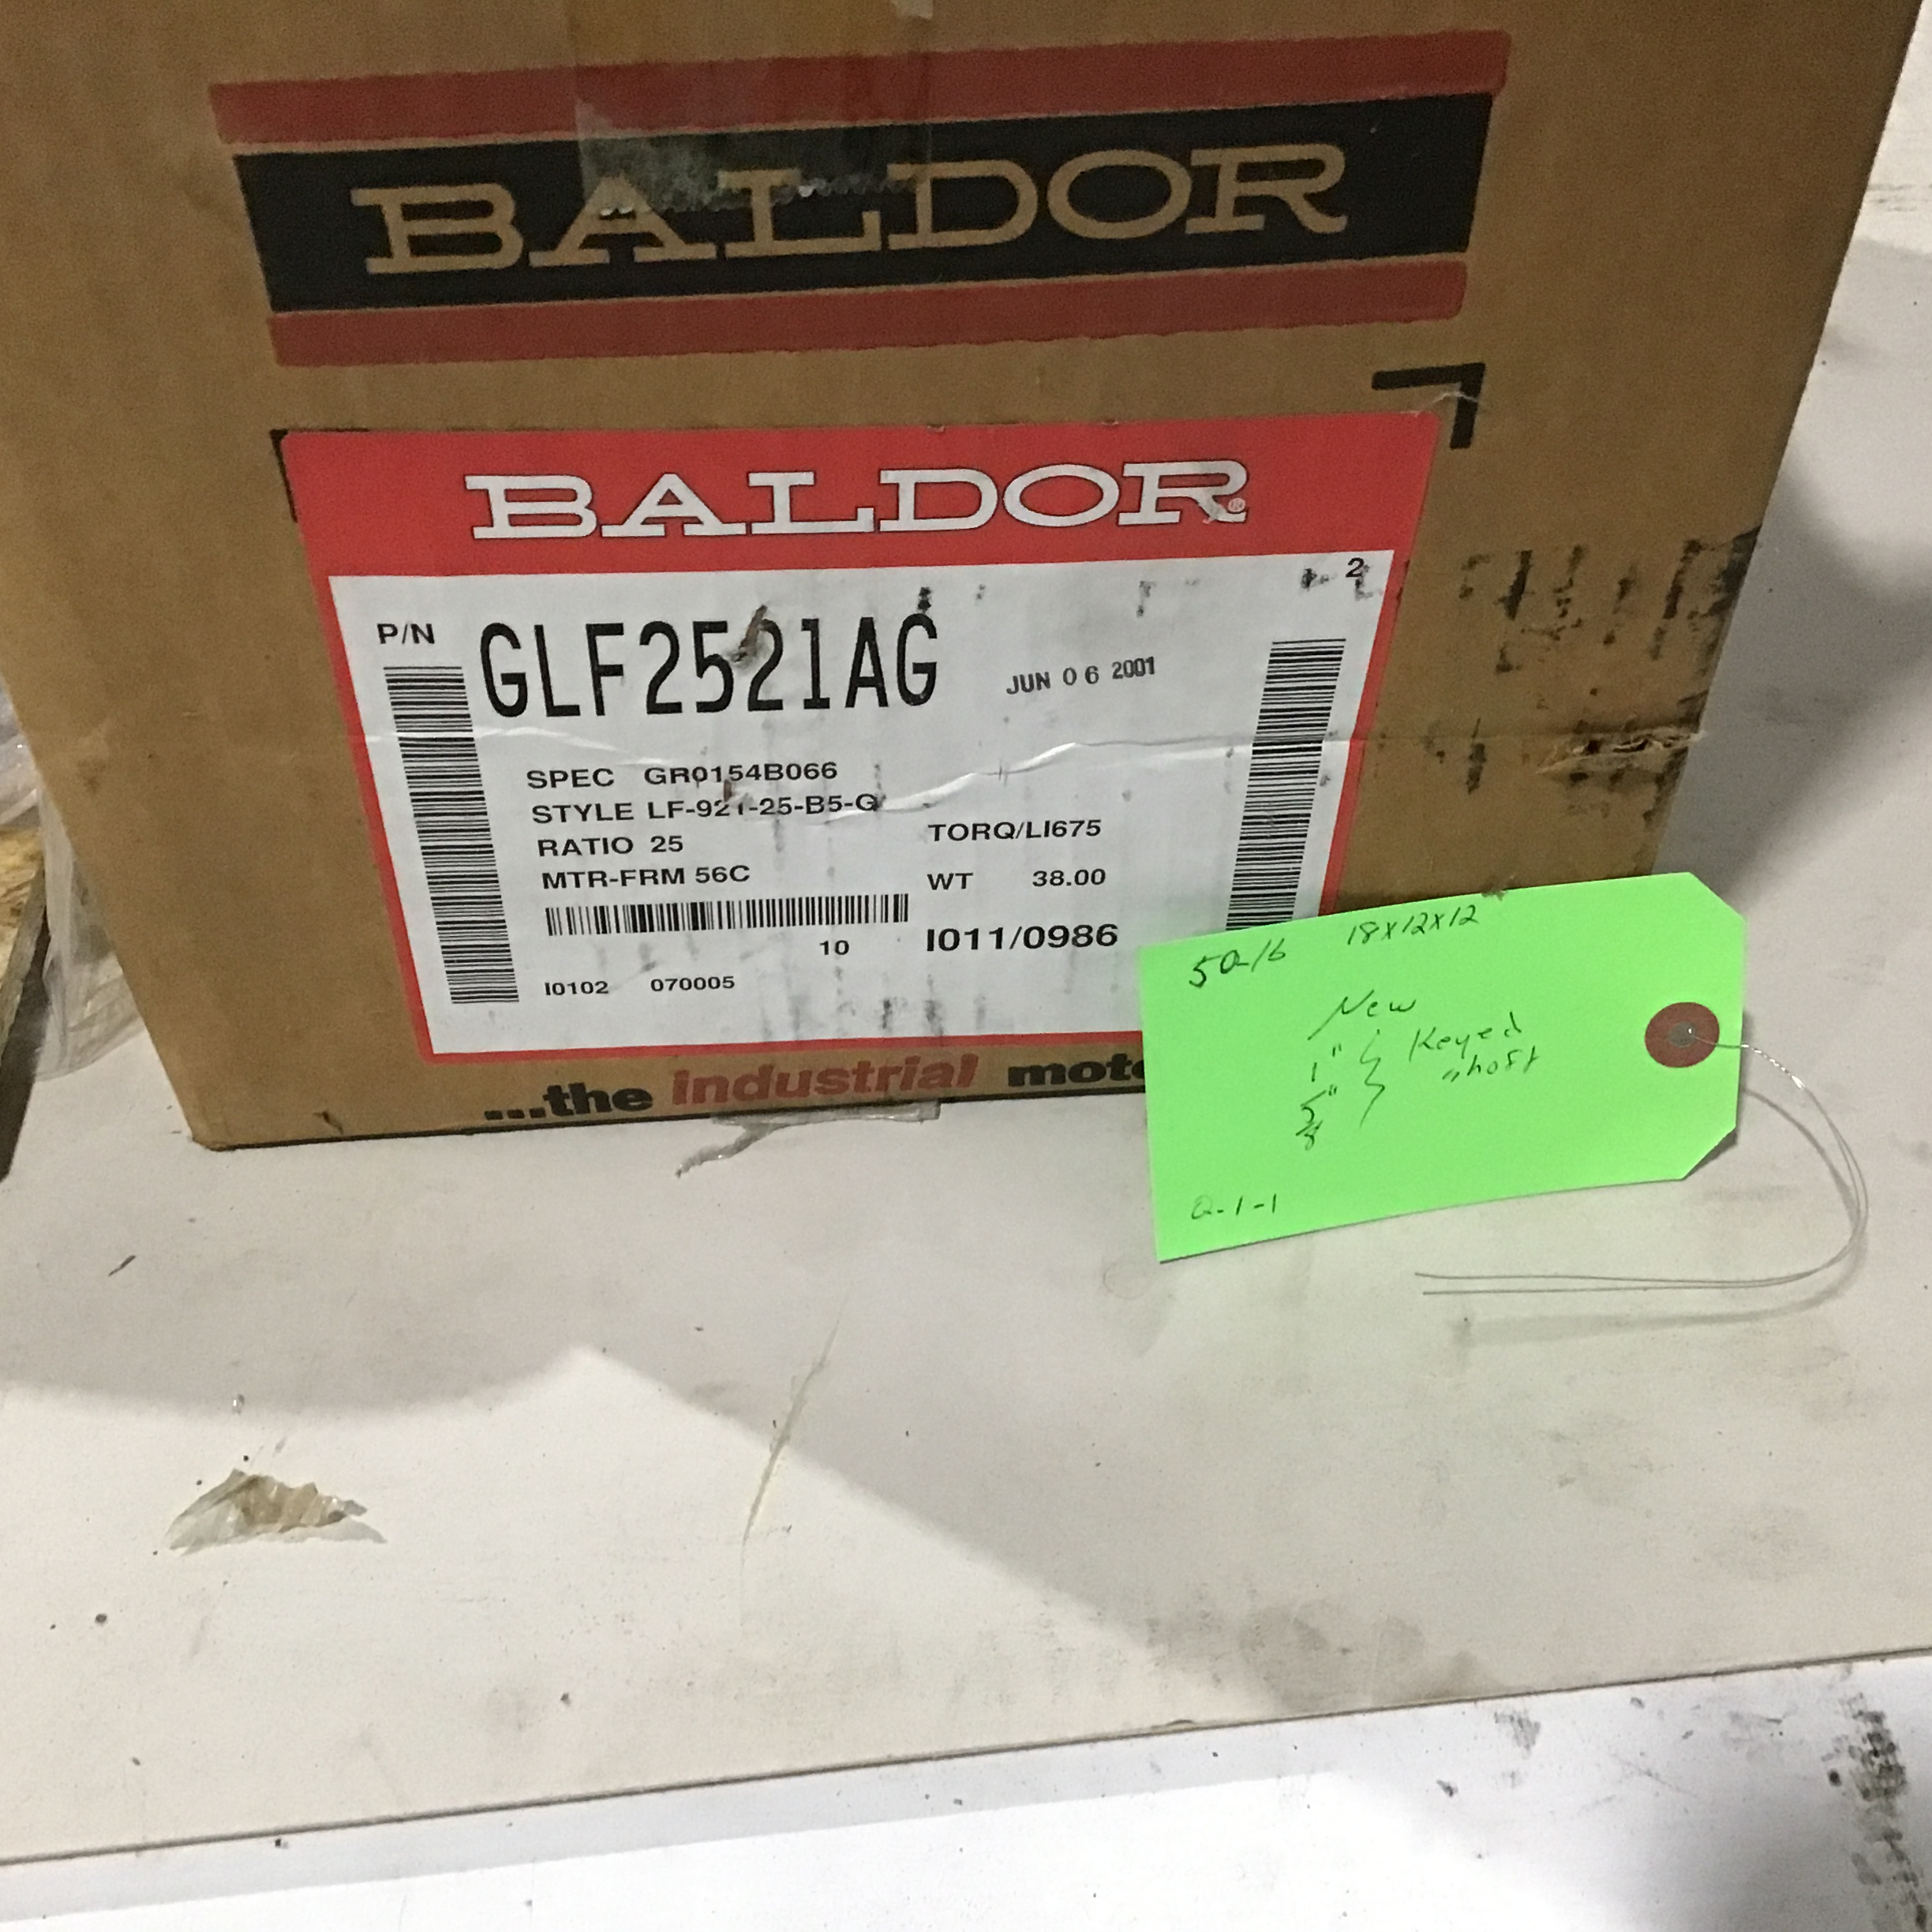 BALDOR
BALDOR®
2
P/N GLF2521AG
JUN 06 2001
SPEC GR0154B066
STYLE LF-921-25-B5-G
RATIO 25
TORQ/LI675
MTR-FRM 56C
WT 38.00
10
I011/0986
I0102 070005
...the industrial
18x12x12
New
1" Keyed
5/8" shaft
Q-1-1